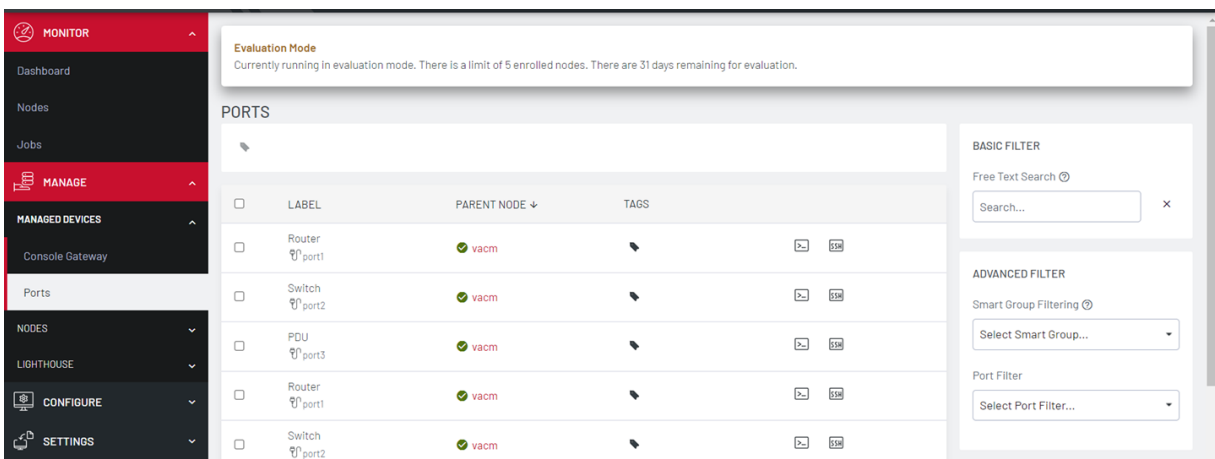 MONITOR
Dashboard
Nodes
Jobs
MANAGE
MANAGED DEVICES
Console Gateway
Ports
NODES
LIGHTHOUSE
CONFIGURE
SETTINGS
Evaluation Mode
Currently running in evaluation mode. There is a limit of 5 enrolled nodes. There are 31 days remaining for evaluation.
PORTS
LABEL PARENT NODE TAGS
Router
port1 vacm SSH
Switch
port2 vacm SSH
PDU
port3 vacm SSH
Router
port1 vacm SSH
Switch
port2 vacm SSH
BASIC FILTER
Free Text Search
Search...
ADVANCED FILTER
Smart Group Filtering
Select Smart Group...
Port Filter
Select Port Filter...